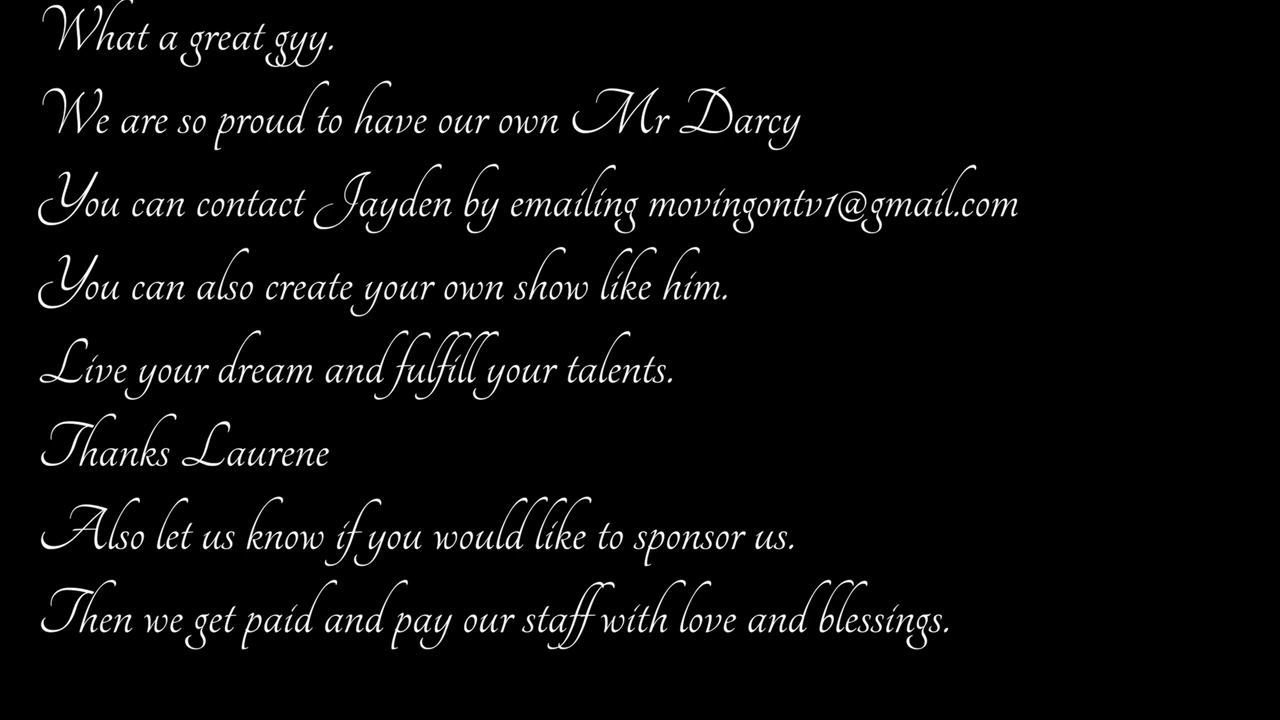 What a great gyy.
We are so proud to have our own Mr Darcy
You can contact Jayden by emailing movingontv1@gmail.com
You can also create your own show like him.
Live your dream and fulfill your talents.
Thanks Laurene
Also let us know if you would like to sponsor us.
Then we get paid and pay our staff with love and blessings.